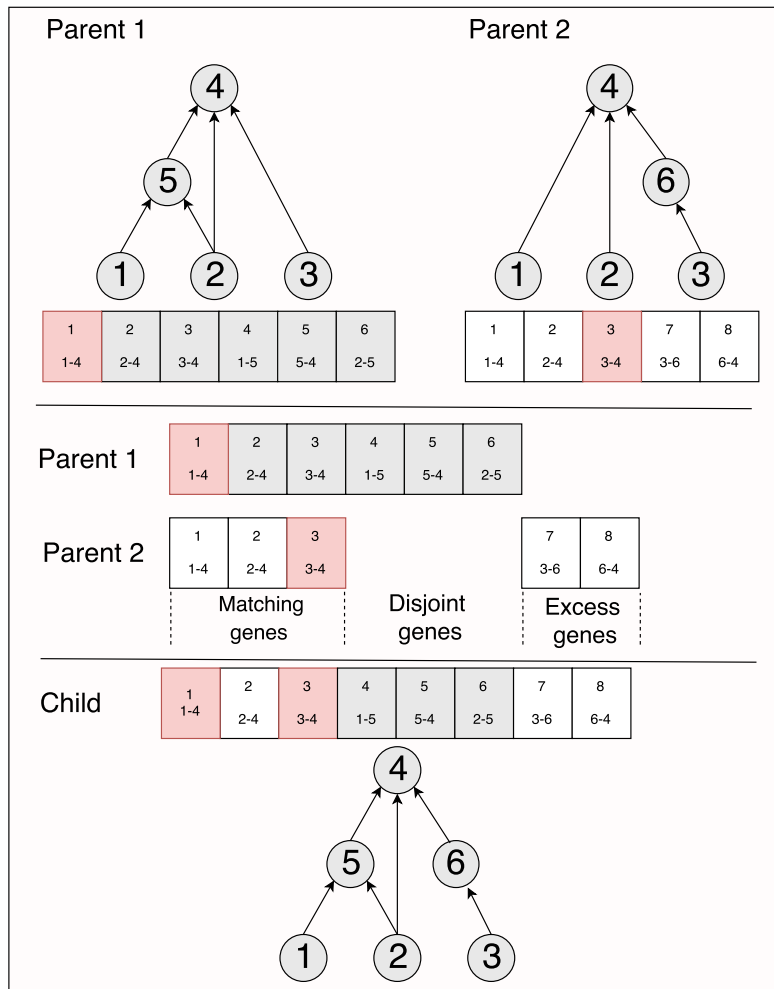 Parent 1 Parent 2
4 4
5 6
1 2 3 1 2 3
1 2 3 4 5 6 1 2 3 7 8
1-4 2-4 3-4 1-5 5-4 2-5 1-4 2-4 3-4 3-6 6-4
Parent 1
1 2 3 4 5 6
1-4 2-4 3-4 1-5 5-4 2-5
Parent 2
1 2 3 7 8
1-4 2-4 3-4 3-6 6-4
Matching
genes
Disjoint
genes
Excess
genes
Child
1 2 3 4 5 6 7 8
1-4 2-4 3-4 1-5 5-4 2-5 3-6 6-4
4
5 6
1 2 3